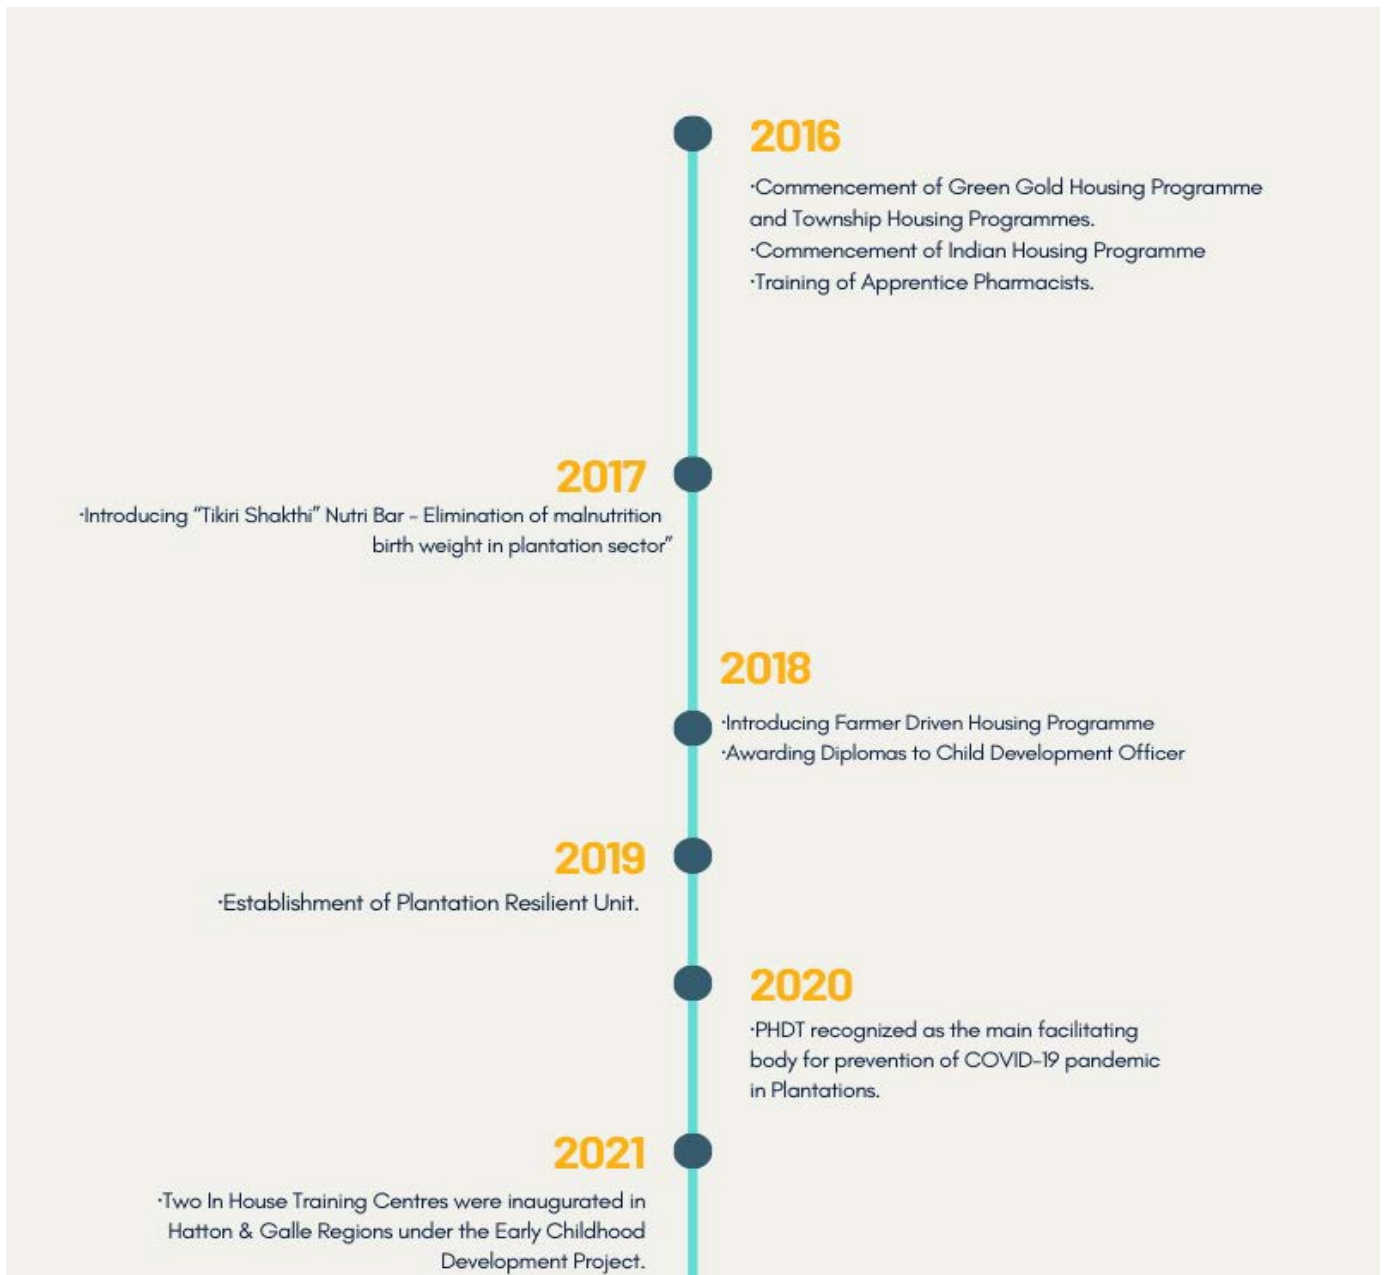 2016
·Commencement of Green Gold Housing Programme
and Township Housing Programmes.
·Commencement of Indian Housing Programme
·Training of Apprentice Pharmacists.
2017
·Introducing “Tikiri Shakthi” Nutri Bar – Elimination of malnutrition
birth weight in plantation sector”
2018
·Introducing Farmer Driven Housing Programme
·Awarding Diplomas to Child Development Officer
2019
·Establishment of Plantation Resilient Unit.
2020
·PHDT recognized as the main facilitating
body for prevention of COVID-19 pandemic
in Plantations.
2021
·Two In House Training Centres were inaugurated in
Hatton & Galle Regions under the Early Childhood
Development Project.